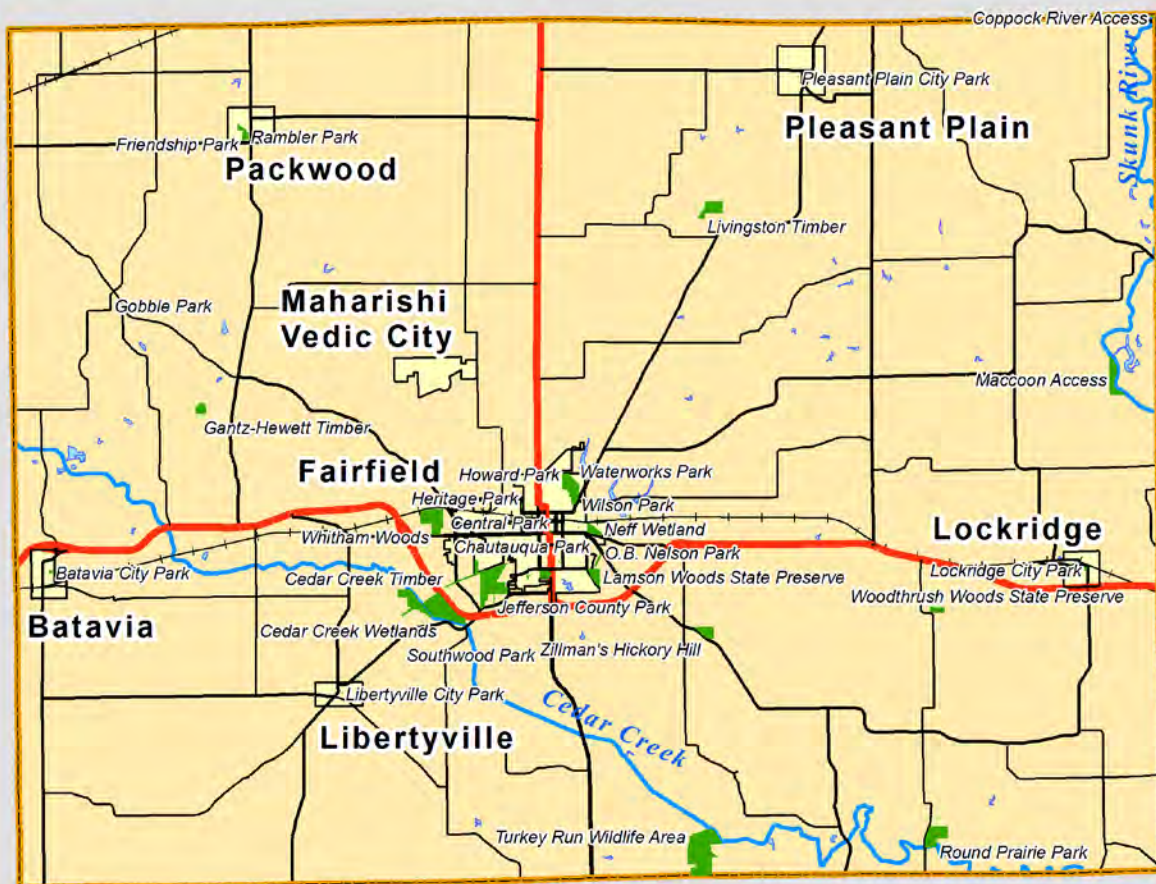 Coppock River Access
Skunk River
Pleasant Plain City Park
Pleasant Plain
Friendship Park
Rambler Park
Packwood
Livingston Timber
Gobble Park
Maharishi
Vedic City
Maccoon Access
Gantz-Hewett Timber
Fairfield
Howard Park
Waterworks Park
Heritage Park
Wilson Park
Central Park
Neff Wetland
Whitham Woods
Lockridge
Chautauqua Park
O.B. Nelson Park
Batavia City Park
Cedar Creek Timber
Lamson Woods State Preserve
Lockridge City Park
Woodthrush Woods State Preserve
Jefferson County Park
Batavia
Cedar Creek Wetlands
Southwood Park
Zillman's Hickory Hill
Libertyville City Park
Cedar Creek
Libertyville
Turkey Run Wildlife Area
Round Prairie Park